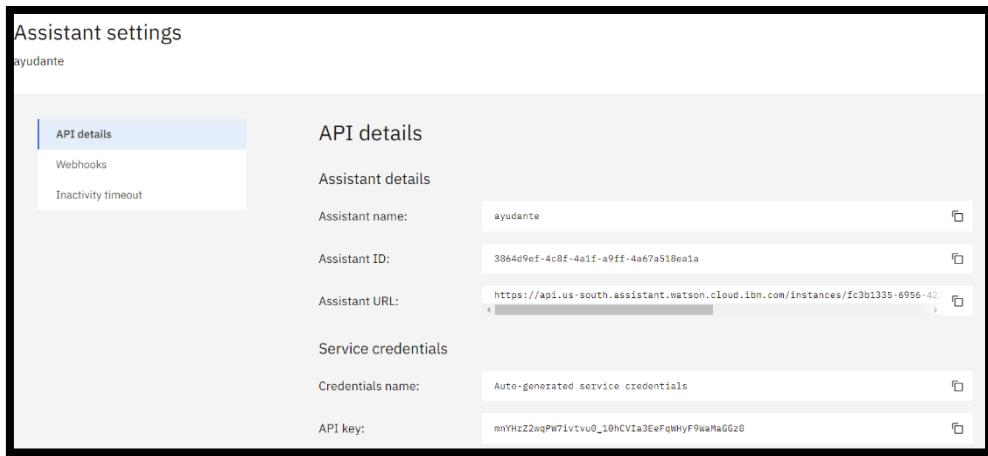 Assistant settings
ayudante
API details
Webhooks
Inactivity timeout
API details
Assistant details
Assistant name: ayudante
Assistant ID: 3864d9ef-4c8f-4a1f-a9ff-4a67a518ea1a
Assistant URL: https://api.us-south.assistant.watson.cloud.ibm.com/instances/fc3b1335-6956-42
Service credentials
Credentials name: Auto-generated service credentials
API key: mnYHrZ2wqPW7ivtvu0_10hCVIa3EeFqWHyF9WaMaGGz8